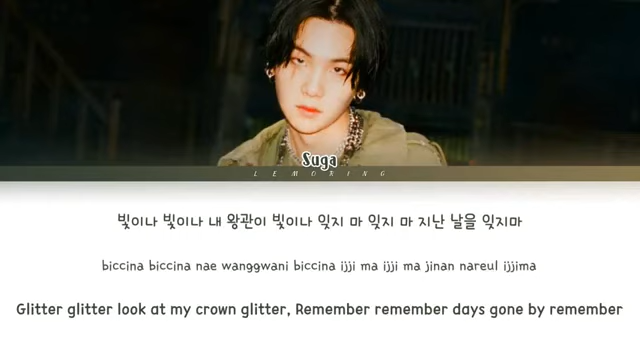 Suga
LEMORING
빛이나 빛이나 내 왕관이 빛이나 잊지 마 잊지 마 지난 날을 잊지마
biccina biccina nae wanggwani biccina ijji ma ijji ma jinan nareul ijjima
Glitter glitter look at my crown glitter, Remember remember days gone by remember